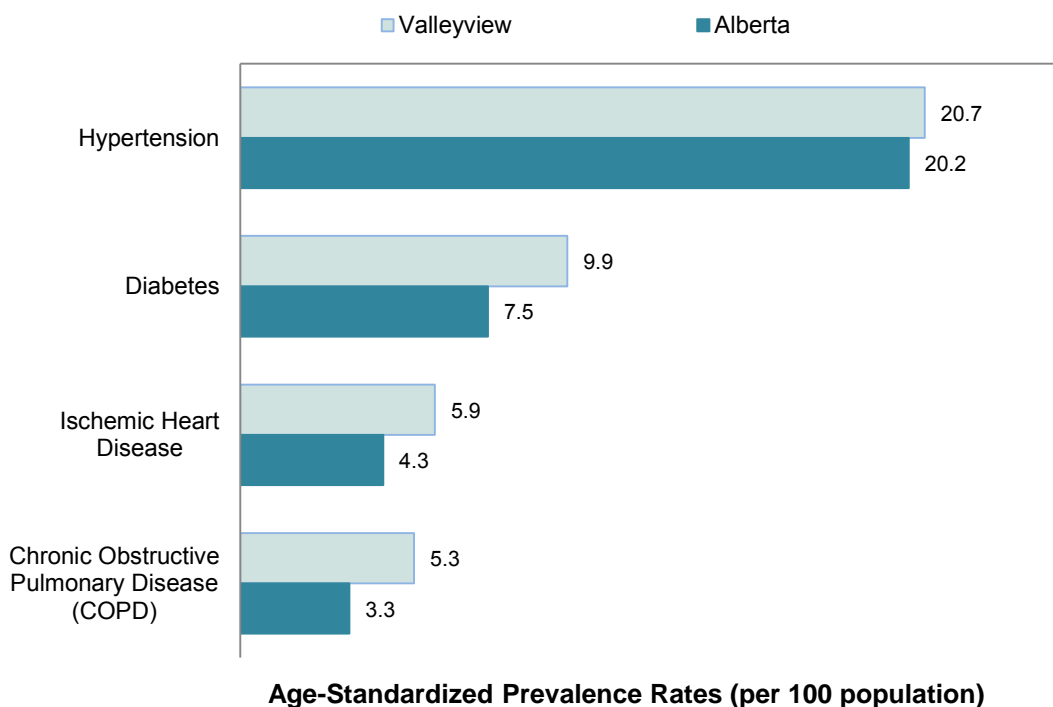 Valleyview Alberta
Hypertension
20.7
20.2
Diabetes
9.9
7.5
Ischemic Heart
Disease
5.9
4.3
Chronic Obstructive
Pulmonary Disease
(COPD)
5.3
3.3
Age-Standardized Prevalence Rates (per 100 population)